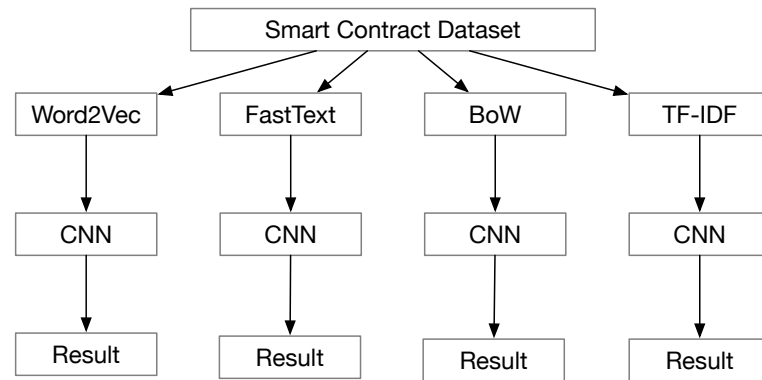 Smart Contract Dataset
Word2Vec
FastText
BoW
TF-IDF
CNN
CNN
CNN
CNN
Result
Result
Result
Result